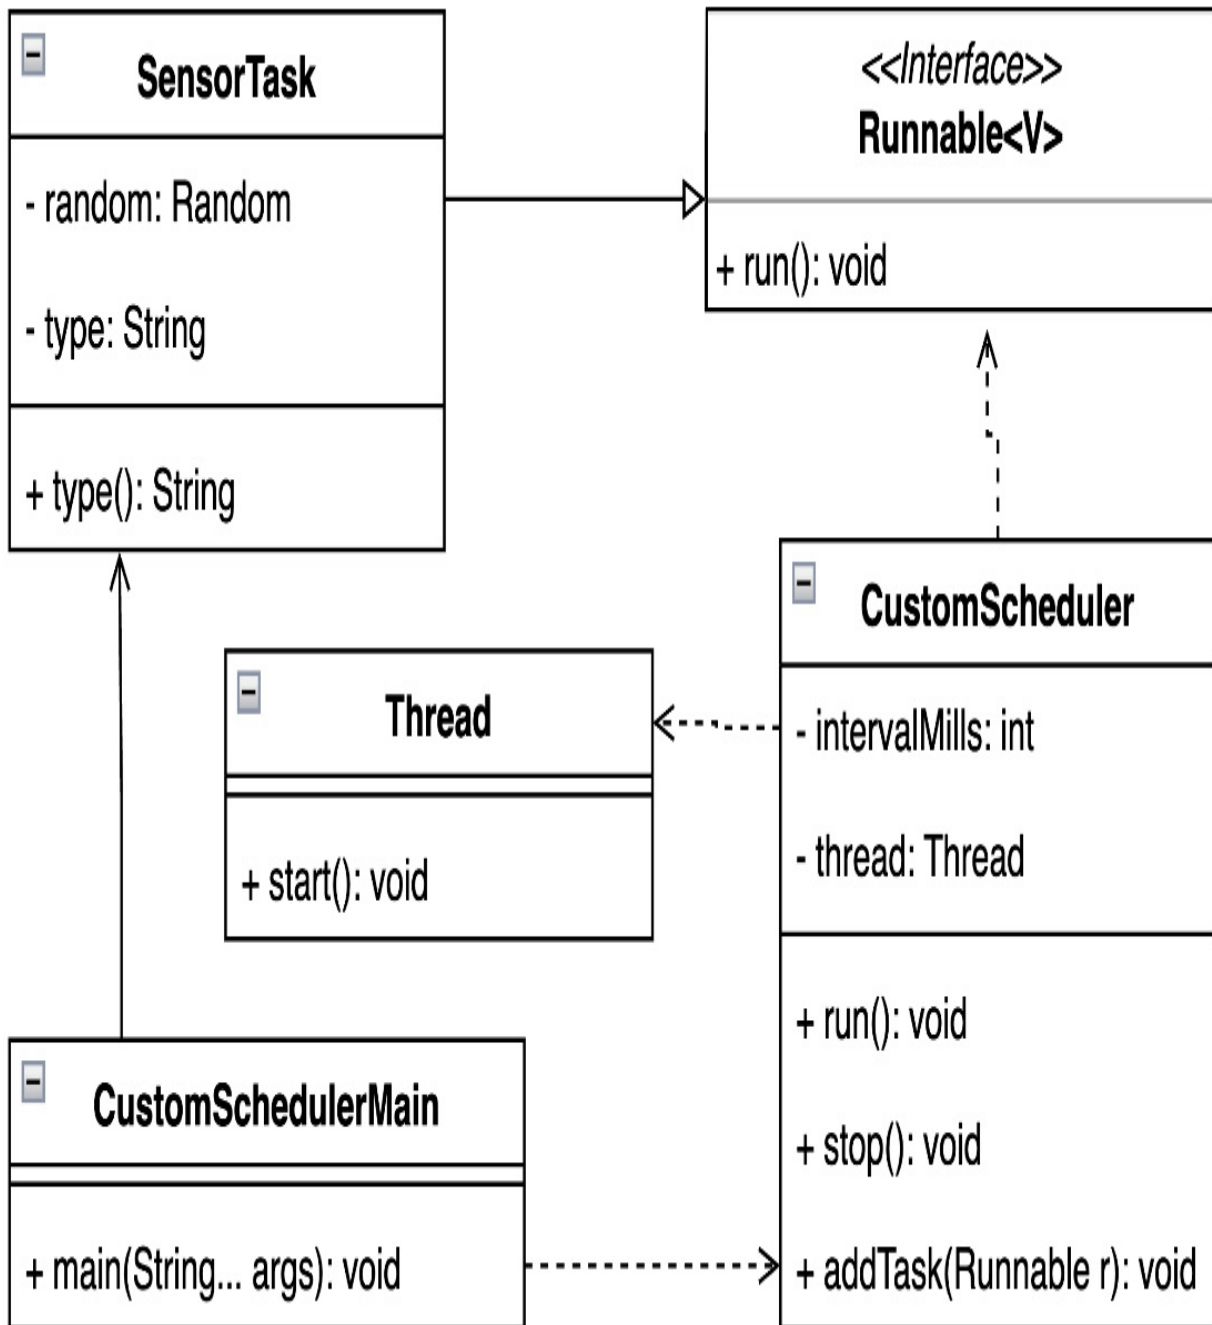 SensorTask
- random: Random
- type: String
+ type(): String
<<Interface>>
Runnable<V>
+ run(): void
Thread
+ start(): void
CustomScheduler
- intervalMills: int
- thread: Thread
+ run(): void
+ stop(): void
+ addTask(Runnable r): void
CustomSchedulerMain
+ main(String... args): void